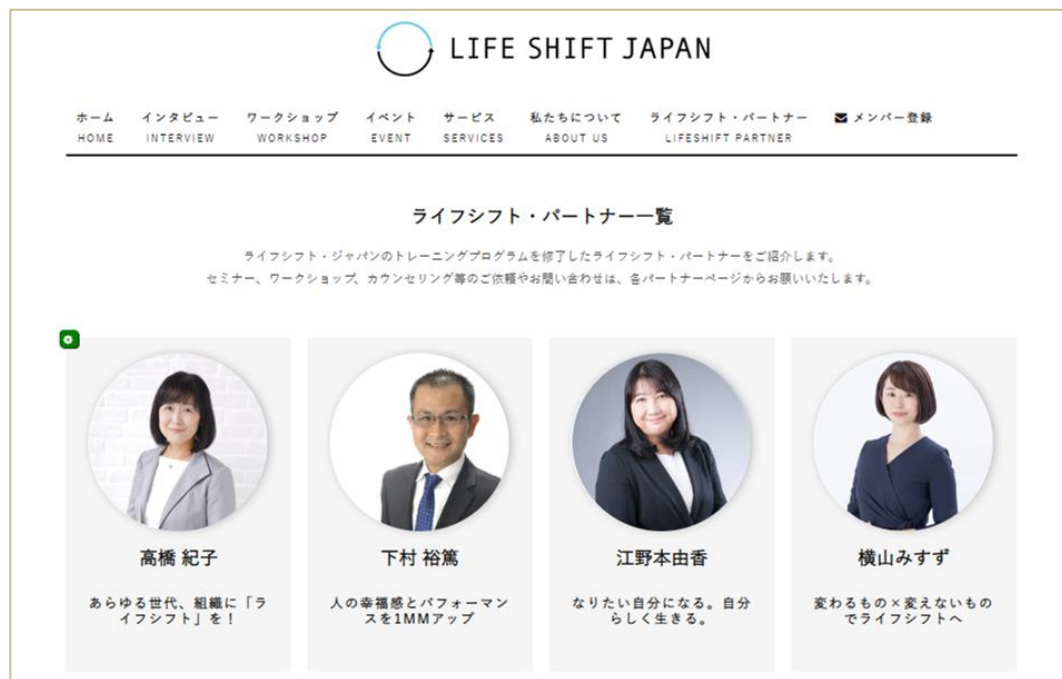 LIFE SHIFT JAPAN
ホーム インタビュー ワークショップ イベント サービス 私たちについて ライフシフト・パートナー メンバー登録
HOME INTERVIEW WORKSHOP EVENT SERVICES ABOUT US LIFESHIFT PARTNER
ライフシフト・パートナー一覧
ライフシフト・ジャパンのトレーニングプログラムを修了したライフシフト・パートナーをご紹介します。
セミナー、ワークショップ、カウンセリング等のご依頼やお問い合わせは、各パートナーページからお願いいたします。
高橋 紀子
あらゆる世代、組織に「ラ
イフシフト」を！
下村 裕篤
人の幸福感とパフォーマン
スを1MMアップ
江野本由香
なりたい自分になる。自分
らしく生きる。
横山みすず
変わるもの×変えないもの
でライフシフトへ